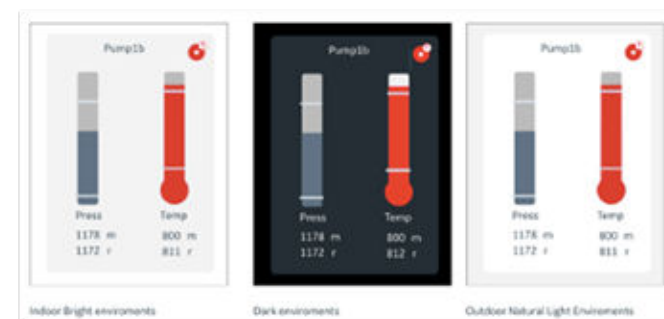 Pump1b
Press Temp
1178 m 800 m
1172 r 811 r
Indoor Bright enviroments
Pump1b
Press Temp
1178 m 800 m
1172 r 812 r
Dark enviroments
Pump1b
Press Temp
1178 m 800 m
1172 r 811 r
Outdoor Natural Light Enviroments